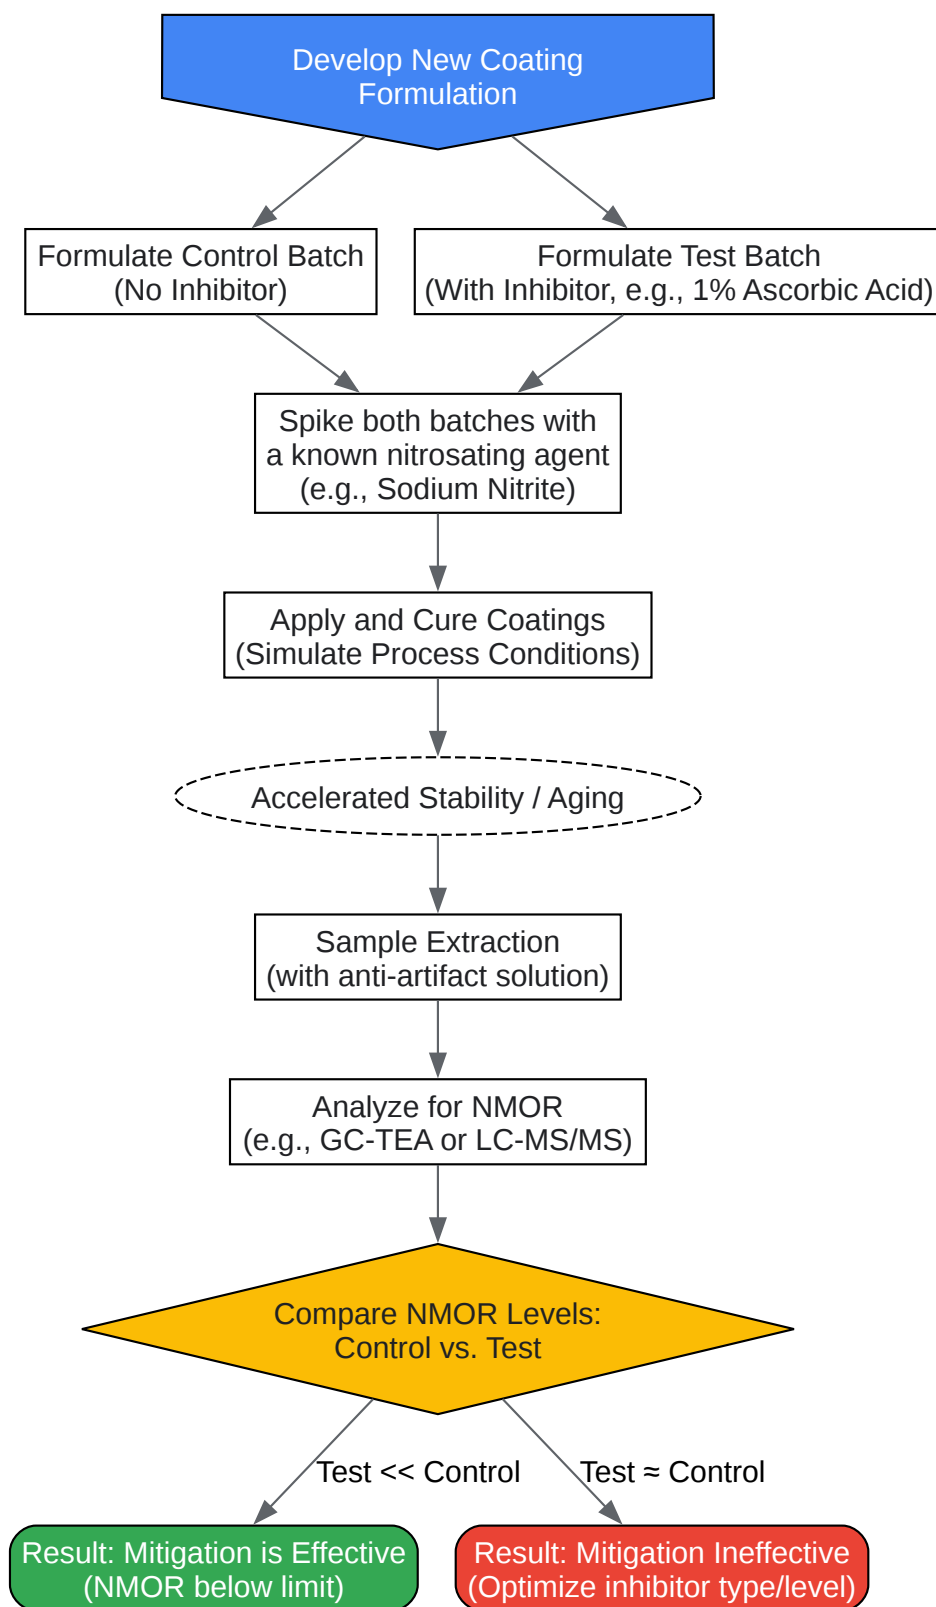 Develop New Coating
Formulation
Formulate Control Batch
(No Inhibitor)
Formulate Test Batch
(With Inhibitor, e.g., 1% Ascorbic Acid)
Spike both batches with
a known nitrosating agent
(e.g., Sodium Nitrite)
Apply and Cure Coatings
(Simulate Process Conditions)
Accelerated Stability / Aging
Sample Extraction
(with anti-artifact solution)
Analyze for NMOR
(e.g., GC-TEA or LC-MS/MS)
Compare NMOR Levels:
Control vs. Test
Test << Control
Test ≈ Control
Result: Mitigation is Effective
(NMOR below limit)
Result: Mitigation Ineffective
(Optimize inhibitor type/level)